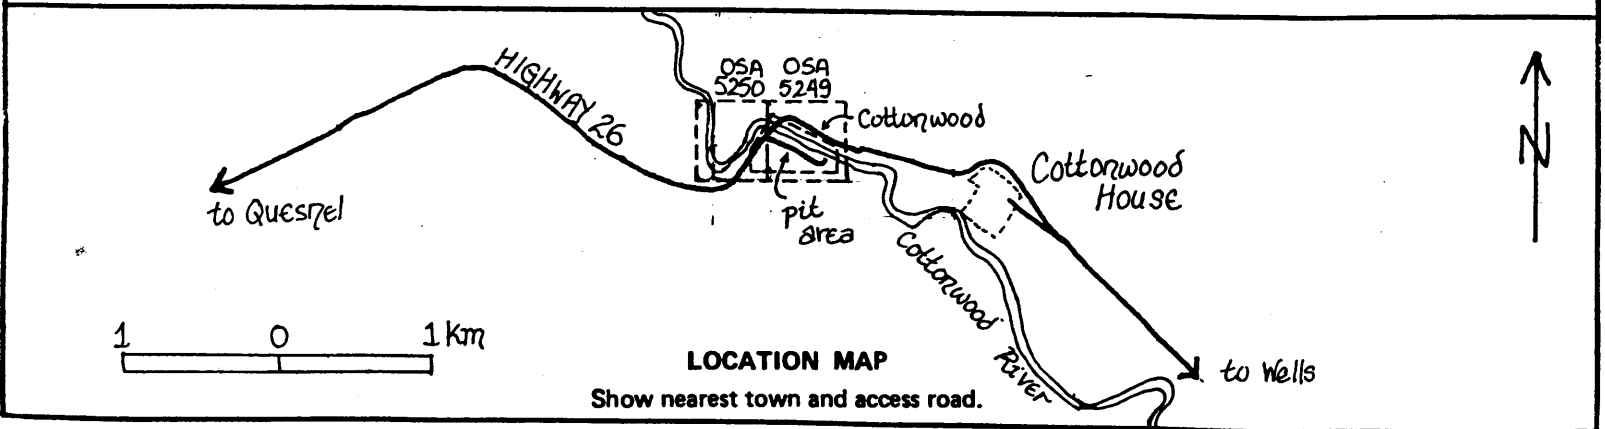 HIGHWAY 26
OSA
5250
OSA
5249
Cottonwood
Cottonwood
House
N
to Quesnel
pit
area
Cottonwood
River
1 0 1 Km
LOCATION MAP
Show nearest town and access road.
to Wells